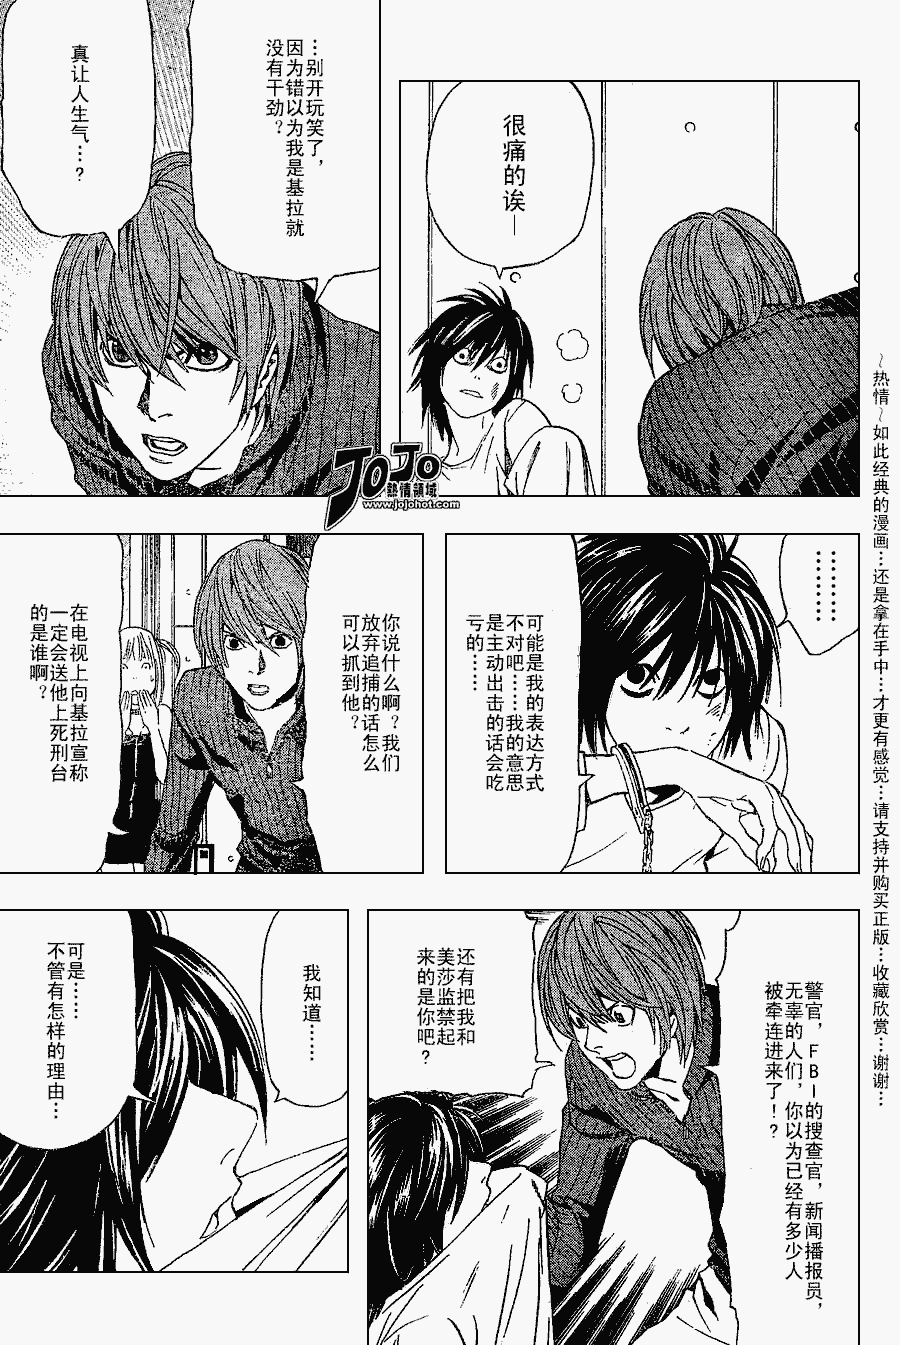 很痛的诶—
…别开玩笑了，
因为错以为我是基拉就
没有干劲？
真让人生气…？
………
可能是我的表达方式
不对吧……我的意思
是主动出击的话会吃
亏的……
你说什么啊？我们
放弃追捕的话怎么
可以抓到他？
在电视上向基拉宣称
一定会送他上死刑台
的是谁啊？
警官，FBI的搜查官，新闻播报员，
无辜的人们，你以为已经有多少人
被牵连进来了！？
还有把我和
美莎监禁起
来的是你吧？
我知道……
可是……
不管有怎样的理由…
~热情~如此经典的漫画…还是拿在手中…才更有感觉…请支持并购买正版…收藏欣赏…谢谢…
JOJO
热情领域
www.jojohot.com